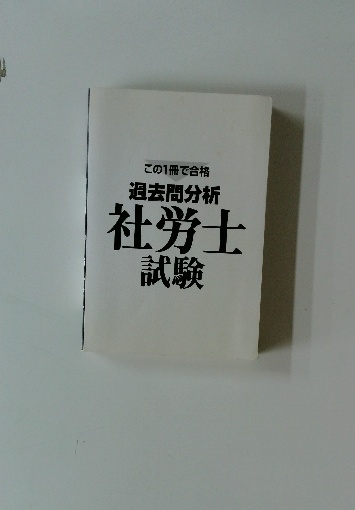 この1冊で合格
過去問分析
社労士
試験